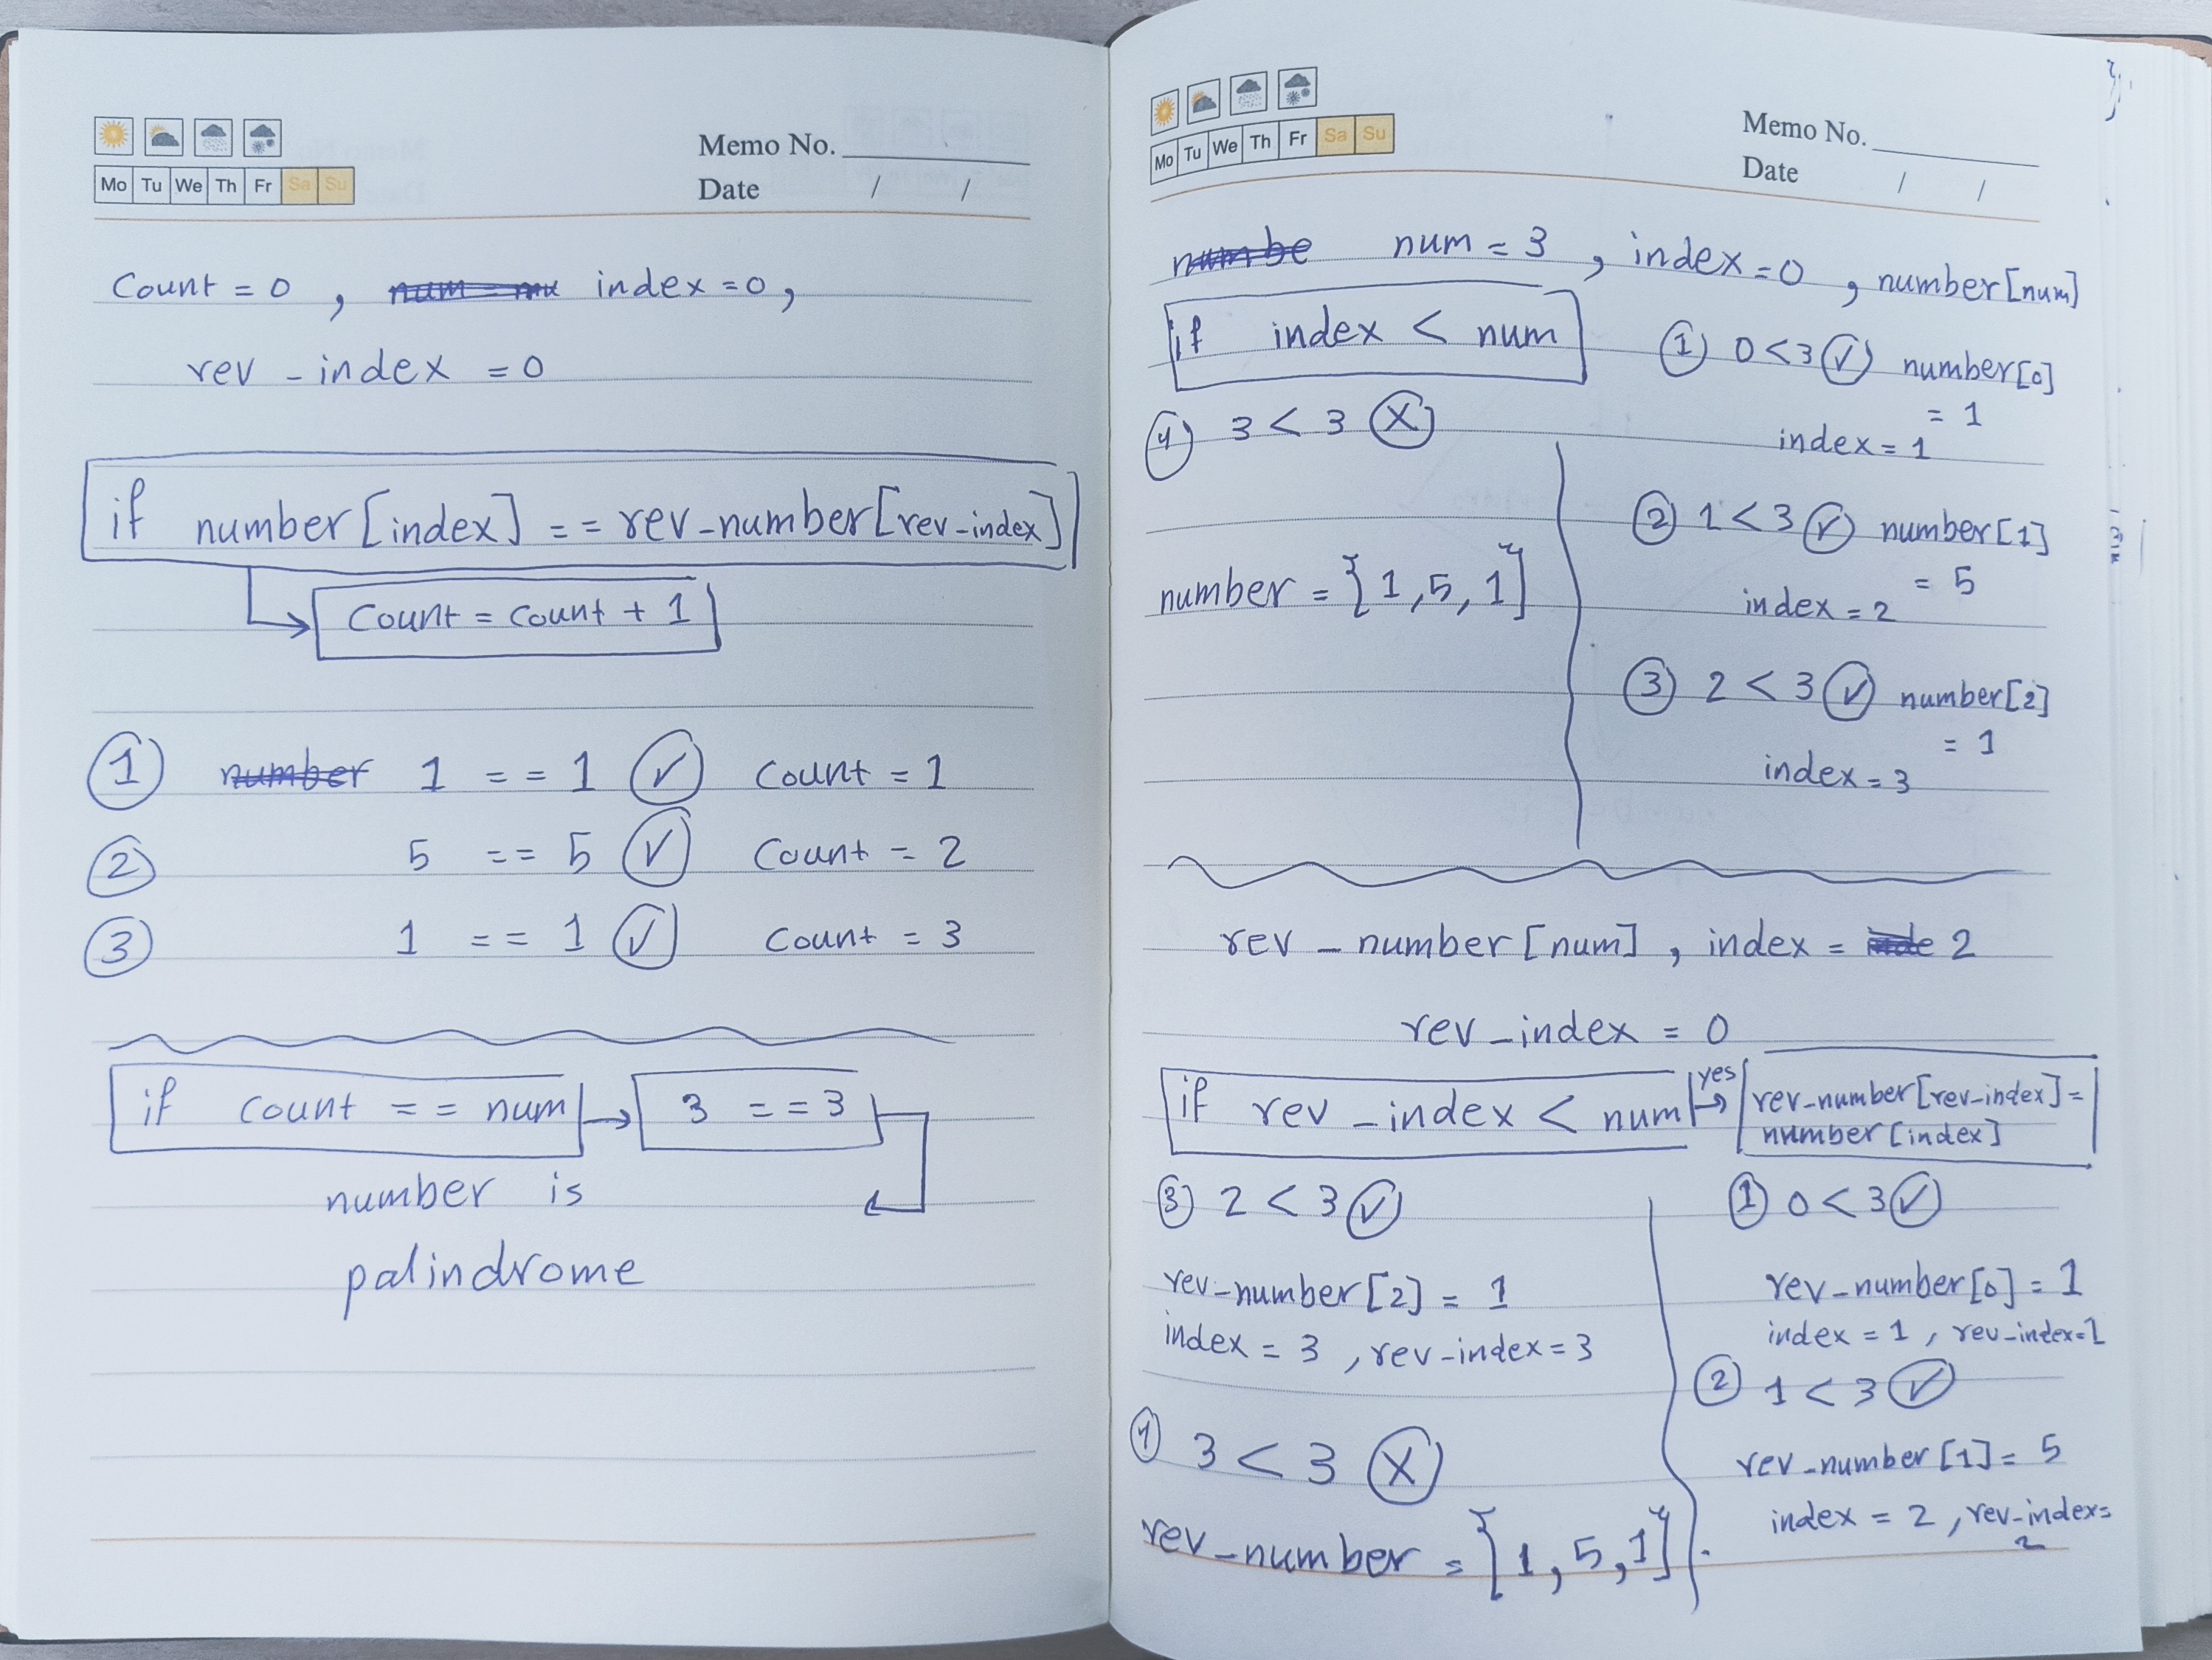 Mo Tu We Th Fr Sa Su
Memo No.
Date / /
Count = 0 , index = 0 ,
rev - index = 0
if number [index] == rev-number[rev-index]
Count = Count + 1
1 number 1 == 1 Count = 1
2 5 == 5 Count = 2
3 1 == 1 Count = 3
if count == num → 3 == 3
number is
palindrome
Mo Tu We Th Fr Sa Su
Memo No.
Date / /
numbe num = 3 , index = 0 , number [num]
if index < num
1 0 < 3 ✓ number [0]
= 1
index = 1
2 1 < 3 ✓ number [1]
= 5
index = 2
3 2 < 3 ✓ number [2]
= 1
index = 3
4 3 < 3 X
number = {1, 5, 1}
rev - number [num] , index = 2
rev - index = 0
if rev - index < num yes → rev-number[rev-index] =
number [index]
1 0 < 3 ✓
rev - number [0] = 1
index = 1 , rev-index=1
2 1 < 3 ✓
rev - number [1] = 5
index = 2 , rev-index=
2
3 2 < 3 ✓
rev-number [2] = 1
index = 3 , rev-index = 3
4 3 < 3 X
rev-number = {1, 5, 1}